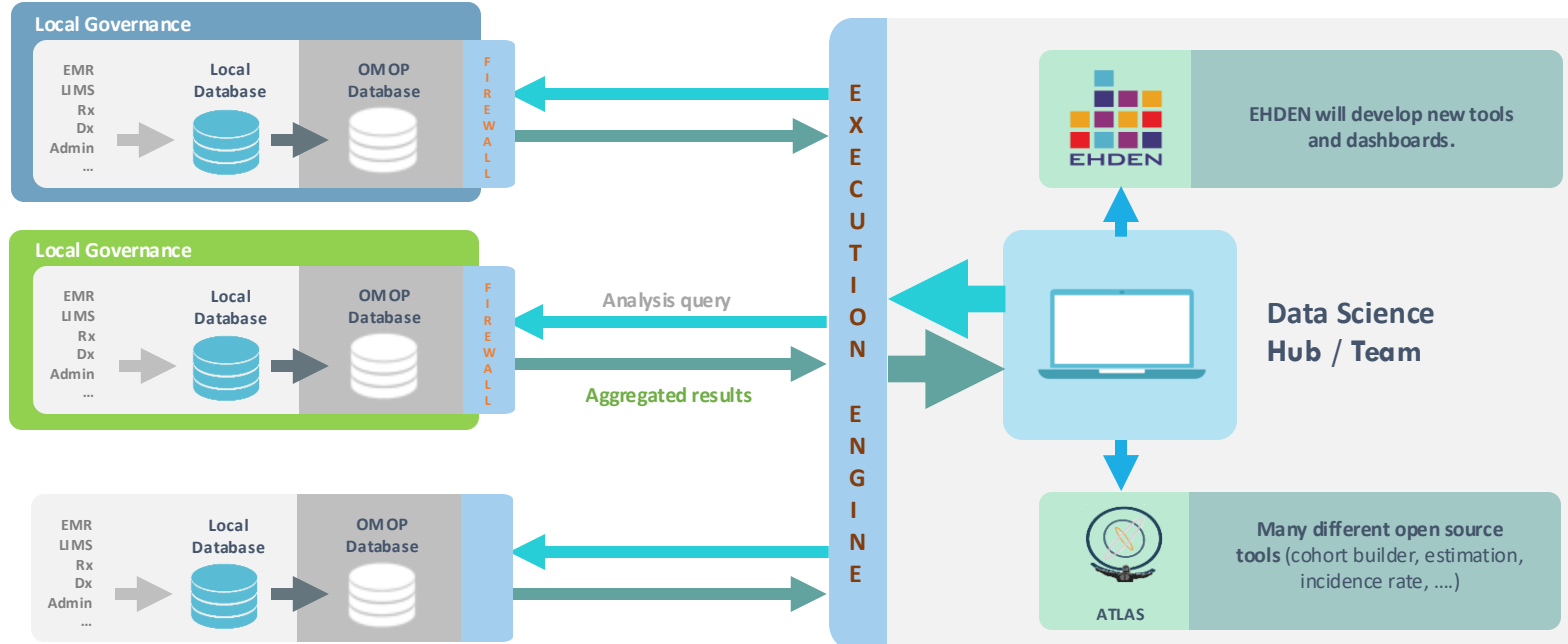 Local Governance
EMR
LIMS
Rx
Dx
Admin
...
Local
Database
OMOP
Database
FIREWALL
Local Governance
EMR
LIMS
Rx
Dx
Admin
...
Local
Database
OMOP
Database
FIREWALL
Analysis query
Aggregated results
EMR
LIMS
Rx
Dx
Admin
...
Local
Database
OMOP
Database
EXECUTION ENGINE
EHDEN
EHDEN will develop new tools
and dashboards.
Data Science
Hub / Team
ATLAS
Many different open source
tools (cohort builder, estimation,
incidence rate, ....)